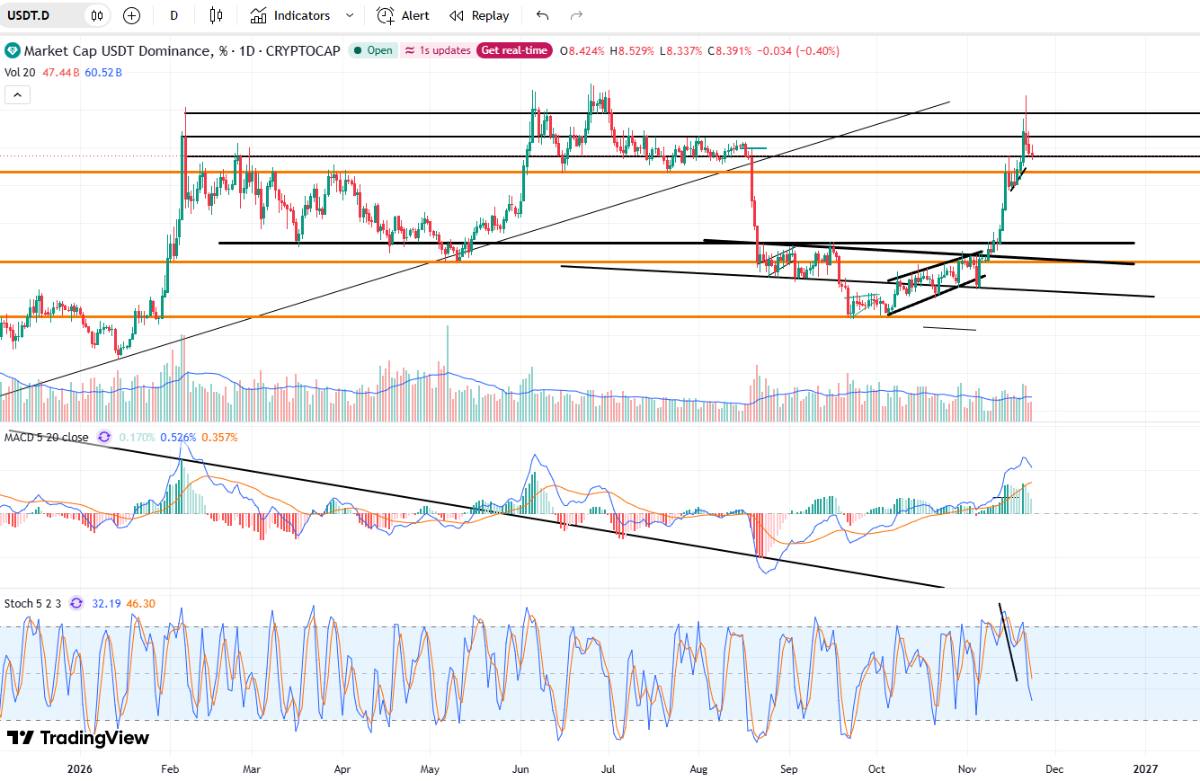 USDT.D D Indicators Alert Replay
Market Cap USDT Dominance, % · 1D · CRYPTOCAP Open 1s updates Get real-time O8.424% H8.529% L8.337% C8.391% −0.034 (−0.40%)
Vol 20 47.44B 60.52B
MACD 5 20 close 0.170% 0.526% 0.357%
Stoch 5 2 3 32.19 46.30
TradingView
2026 Feb Mar Apr May Jun Jul Aug Sep Oct Nov Dec 2027